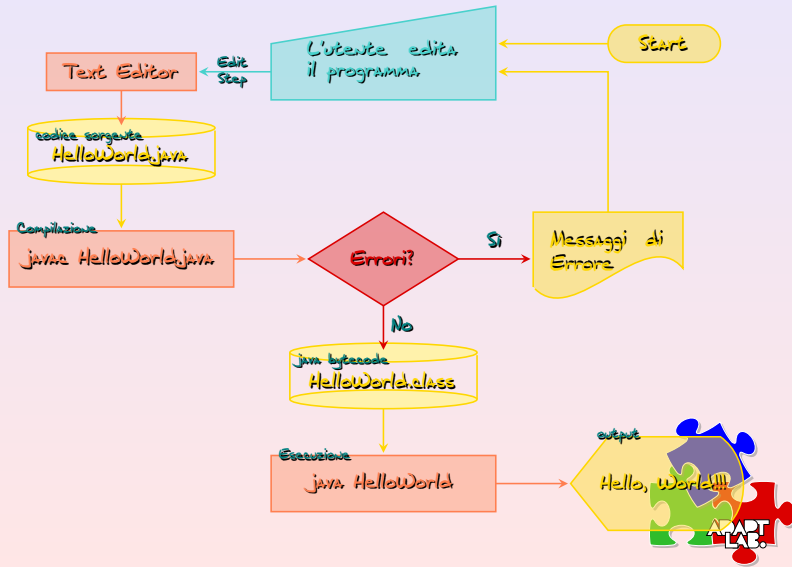 Start
L'utente edita
il programma
Edit
Step
Text Editor
codice sorgente
HelloWorld.java
Compilazione
javac HelloWorld.java
Errori?
Si
Messaggi di
Errore
No
java bytecode
HelloWorld.class
Esecuzione
java HelloWorld
output
Hello, World!!!
ADAPT
LAB.